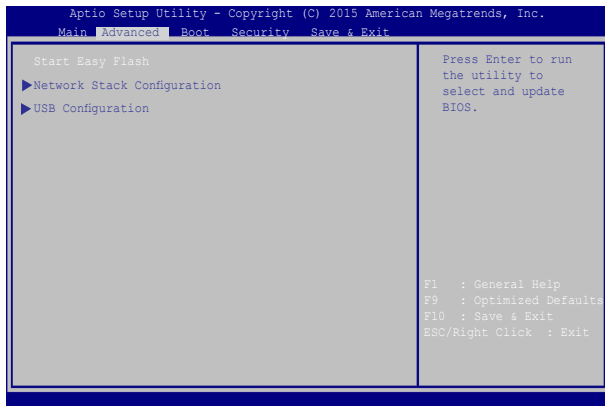 Aptio Setup Utility - Copyright (C) 2015 American Megatrends, Inc.
Main Advanced Boot Security Save & Exit
Start Easy Flash
Network Stack Configuration
USB Configuration
Press Enter to run
the utility to
select and update
BIOS.
F1 : General Help
F9 : Optimized Defaults
F10 : Save & Exit
ESC/Right Click : Exit